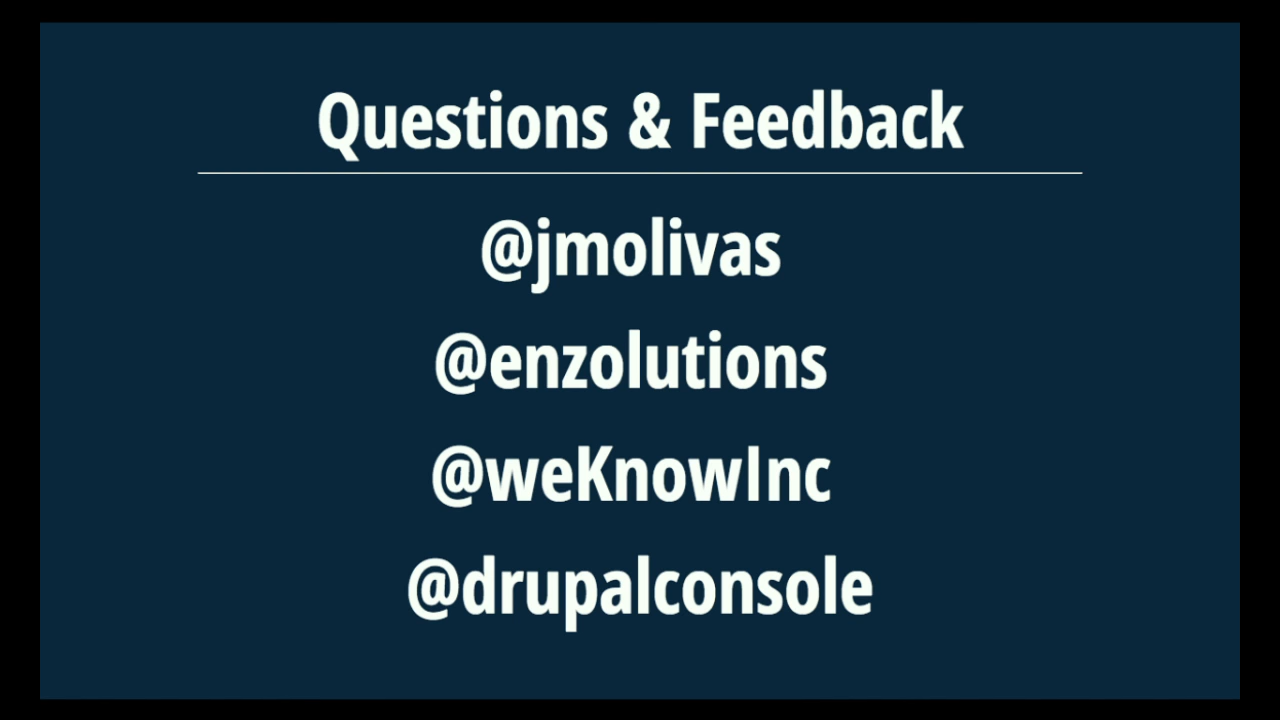 Questions & Feedback
@jmolivas
@enzolutions
@weKnowInc
@drupalconsole